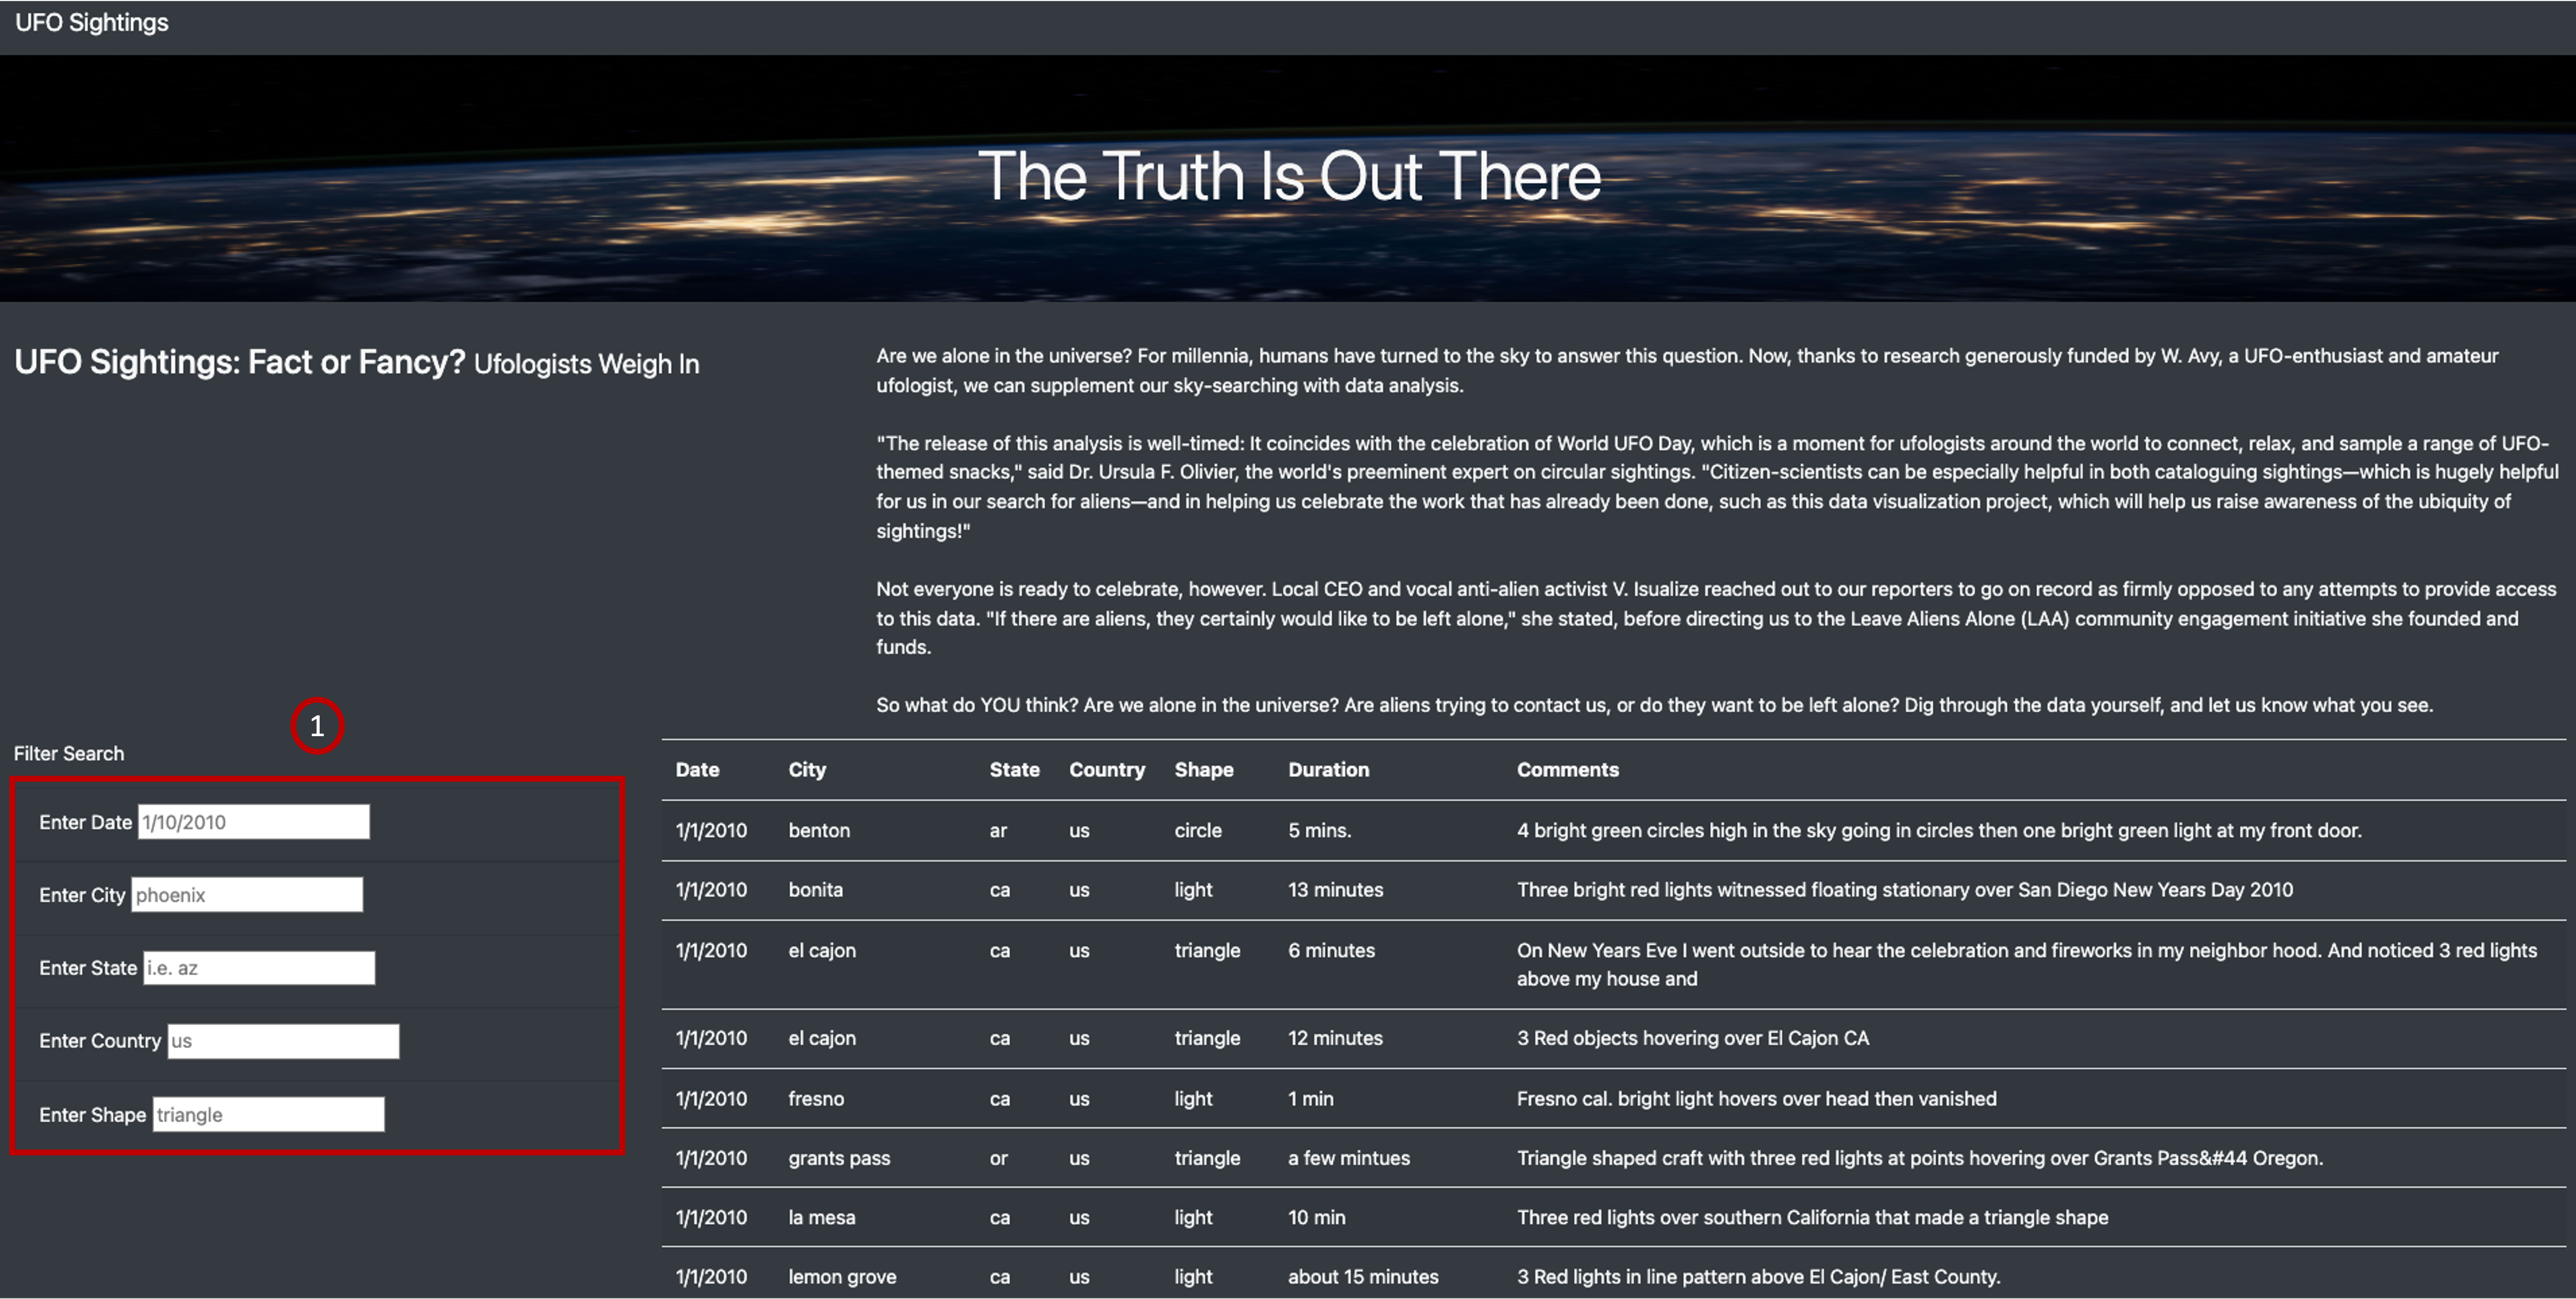 UFO Sightings
The Truth Is Out There
UFO Sightings: Fact or Fancy? Ufologists Weigh In
Are we alone in the universe? For millennia, humans have turned to the sky to answer this question. Now, thanks to research generously funded by W. Avy, a UFO-enthusiast and amateur
ufologist, we can supplement our sky-searching with data analysis.
"The release of this analysis is well-timed: It coincides with the celebration of World UFO Day, which is a moment for ufologists around the world to connect, relax, and sample a range of UFO-
themed snacks," said Dr. Ursula F. Olivier, the world's preeminent expert on circular sightings. "Citizen-scientists can be especially helpful in both cataloguing sightings—which is hugely helpful
for us in our search for aliens—and in helping us celebrate the work that has already been done, such as this data visualization project, which will help us raise awareness of the ubiquity of
sightings!"
Not everyone is ready to celebrate, however. Local CEO and vocal anti-alien activist V. Isualize reached out to our reporters to go on record as firmly opposed to any attempts to provide access
to this data. "If there are aliens, they certainly would like to be left alone," she stated, before directing us to the Leave Aliens Alone (LAA) community engagement initiative she founded and
funds.
So what do YOU think? Are we alone in the universe? Are aliens trying to contact us, or do they want to be left alone? Dig through the data yourself, and let us know what you see.
1
Filter Search
Enter Date 1/10/2010
Enter City phoenix
Enter State i.e. az
Enter Country us
Enter Shape triangle
Date City State Country Shape Duration Comments
1/1/2010 benton ar us circle 5 mins. 4 bright green circles high in the sky going in circles then one bright green light at my front door.
1/1/2010 bonita ca us light 13 minutes Three bright red lights witnessed floating stationary over San Diego New Years Day 2010
1/1/2010 el cajon ca us triangle 6 minutes On New Years Eve I went outside to hear the celebration and fireworks in my neighbor hood. And noticed 3 red lights
above my house and
1/1/2010 el cajon ca us triangle 12 minutes 3 Red objects hovering over El Cajon CA
1/1/2010 fresno ca us light 1 min Fresno cal. bright light hovers over head then vanished
1/1/2010 grants pass or us triangle a few mintues Triangle shaped craft with three red lights at points hovering over Grants Pass&#44 Oregon.
1/1/2010 la mesa ca us light 10 min Three red lights over southern California that made a triangle shape
1/1/2010 lemon grove ca us light about 15 minutes 3 Red lights in line pattern above El Cajon/ East County.